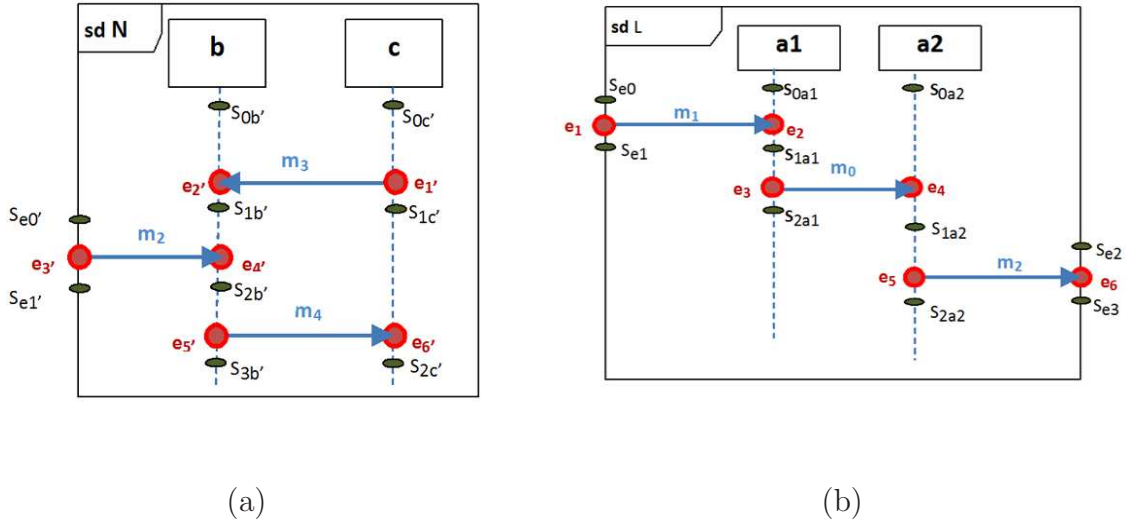 sd N
b
c
S0b'
S0c'
m3
e2'
e1'
S1b'
S1c'
Se0'
m2
e3'
e4'
Se1'
S2b'
m4
e5'
e6'
S3b'
S2c'
(a)
sd L
a1
a2
Se0
S0a1
S0a2
m1
e1
e2
Se1
S1a1
m0
e3
e4
S2a1
S1a2
Se2
m2
e5
e6
S2a2
Se3
(b)